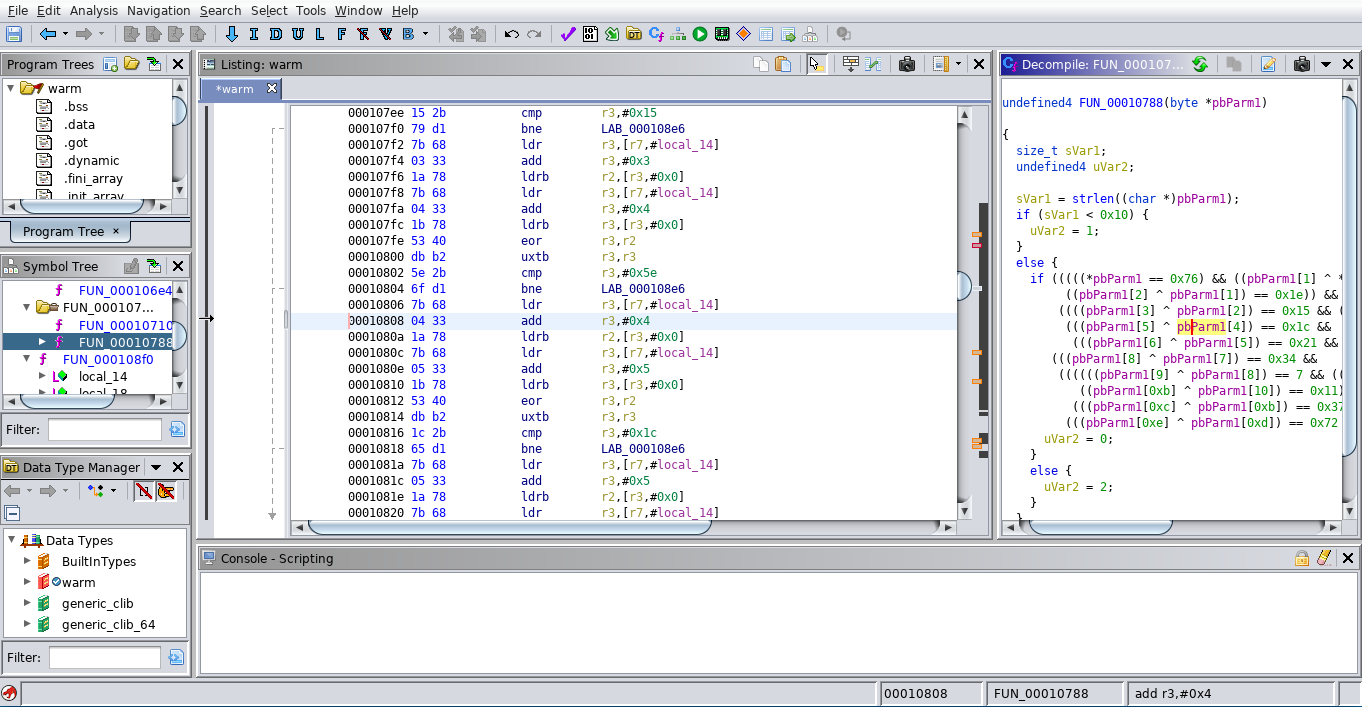 File Edit Analysis Navigation Search Select Tools Window Help
I D U L F V B
Program Trees
warm
.bss
.data
.got
.dynamic
.fini_array
.init_array
Program Tree ×
Symbol Tree
f FUN_000106e4
FUN_000107...
f FUN_00010710
f FUN_00010788
f FUN_000108f0
local_14
local_18
Filter:
Data Type Manager
Data Types
BuiltInTypes
warm
generic_clib
generic_clib_64
Filter:
Listing: warm
*warm
000107ee 15 2b cmp r3,#0x15
000107f0 79 d1 bne LAB_000108e6
000107f2 7b 68 ldr r3,[r7,#local_14]
000107f4 03 33 add r3,#0x3
000107f6 1a 78 ldrb r2,[r3,#0x0]
000107f8 7b 68 ldr r3,[r7,#local_14]
000107fa 04 33 add r3,#0x4
000107fc 1b 78 ldrb r3,[r3,#0x0]
000107fe 53 40 eor r3,r2
00010800 db b2 uxtb r3,r3
00010802 5e 2b cmp r3,#0x5e
00010804 6f d1 bne LAB_000108e6
00010806 7b 68 ldr r3,[r7,#local_14]
00010808 04 33 add r3,#0x4
0001080a 1a 78 ldrb r2,[r3,#0x0]
0001080c 7b 68 ldr r3,[r7,#local_14]
0001080e 05 33 add r3,#0x5
00010810 1b 78 ldrb r3,[r3,#0x0]
00010812 53 40 eor r3,r2
00010814 db b2 uxtb r3,r3
00010816 1c 2b cmp r3,#0x1c
00010818 65 d1 bne LAB_000108e6
0001081a 7b 68 ldr r3,[r7,#local_14]
0001081c 05 33 add r3,#0x5
0001081e 1a 78 ldrb r2,[r3,#0x0]
00010820 7b 68 ldr r3,[r7,#local_14]
Decompile: FUN_000107...
undefined4 FUN_00010788(byte *pbParm1)
{
size_t sVar1;
undefined4 uVar2;
sVar1 = strlen((char *)pbParm1);
if (sVar1 < 0x10) {
uVar2 = 1;
}
else {
if (((((*pbParm1 == 0x76) && ((pbParm1[1] ^ *
((pbParm1[2] ^ pbParm1[1]) == 0x1e)) &&
((((pbParm1[3] ^ pbParm1[2]) == 0x15 && (
(((pbParm1[5] ^ pbParm1[4]) == 0x1c &&
(((pbParm1[6] ^ pbParm1[5]) == 0x21 &&
(((pbParm1[8] ^ pbParm1[7]) == 0x34 &&
((((((pbParm1[9] ^ pbParm1[8]) == 7 && ((
((pbParm1[0xb] ^ pbParm1[10]) == 0x11)
(((pbParm1[0xc] ^ pbParm1[0xb]) == 0x37
(((pbParm1[0xe] ^ pbParm1[0xd]) == 0x72
uVar2 = 0;
}
else {
uVar2 = 2;
}
}
Console - Scripting
00010808 FUN_00010788 add r3,#0x4